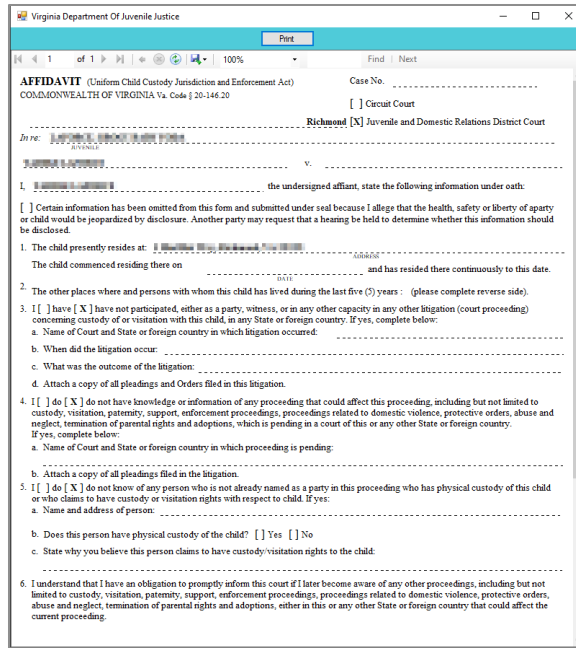 Virginia Department Of Juvenile Justice
Print
1 of 1 100% Find | Next
AFFIDAVIT (Uniform Child Custody Jurisdiction and Enforcement Act) Case No.
COMMONWEALTH OF VIRGINIA Va. Code § 20-146.20
[ ] Circuit Court
Richmond [X] Juvenile and Domestic Relations District Court
In re:
JUVENILE
v.
I, the undersigned affiant, state the following information under oath:
[ ] Certain information has been omitted from this form and submitted under seal because I allege that the health, safety or liberty of aparty
or child would be jeopardized by disclosure. Another party may request that a hearing be held to determine whether this information should
be disclosed.
1. The child presently resides at:
ADDRESS
The child commenced residing there on and has resided there continuously to this date.
DATE
2. The other places where and persons with whom this child has lived during the last five (5) years : (please complete reverse side).
3. I [ ] have [ X ] have not participated, either as a party, witness, or in any other capacity in any other litigation (court proceeding)
concerning custody of or visitation with this child, in any State or foreign country. If yes, complete below:
a. Name of Court and State or foreign country in which litigation occurred:
b. When did the litigation occur:
c. What was the outcome of the litigation:
d. Attach a copy of all pleadings and Orders filed in this litigation.
4. I [ ] do [ X ] do not have knowledge or information of any proceeding that could affect this proceeding, including but not limited to
custody, visitation, paternity, support, enforcement proceedings, proceedings related to domestic violence, protective orders, abuse and
neglect, termination of parental rights and adoptions, which is pending in a court of this or any other State or foreign country.
If yes, complete below:
a. Name of Court and State or foreign country in which proceeding is pending:
b. Attach a copy of all pleadings filed in the litigation.
5. I [ ] do [ X ] do not know of any person who is not already named as a party in this proceeding who has physical custody of this child
or who claims to have custody or visitation rights with respect to child. If yes:
a. Name and address of person:
b. Does this person have physical custody of the child? [ ] Yes [ ] No
c. State why you believe this person claims to have custody/visitation rights to the child:
6. I understand that I have an obligation to promptly inform this court if I later become aware of any other proceedings, including but not
limited to custody, visitation, paternity, support, enforcement proceedings, proceedings related to domestic violence, protective orders,
abuse and neglect, termination of parental rights and adoptions, either in this or any other State or foreign country that could affect the
current proceeding.